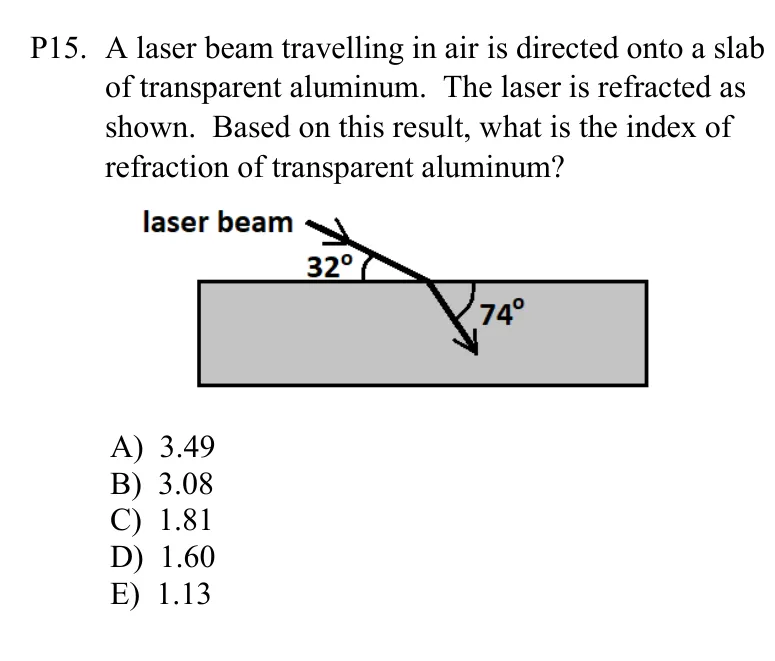 P15. A laser beam travelling in air is directed onto a slab
of transparent aluminum. The laser is refracted as
shown. Based on this result, what is the index of
refraction of transparent aluminum?
laser beam
32°
74°
A) 3.49
B) 3.08
C) 1.81
D) 1.60
E) 1.13